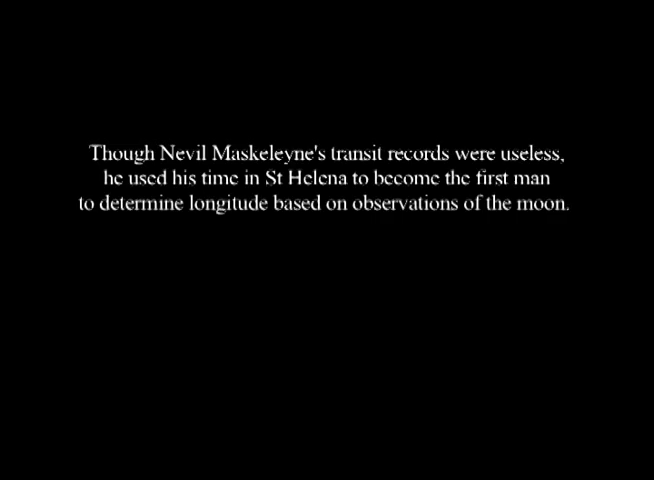 Though Nevil Maskeleyne's transit records were useless,
he used his time in St Helena to become the first man
to determine longitude based on observations of the moon.